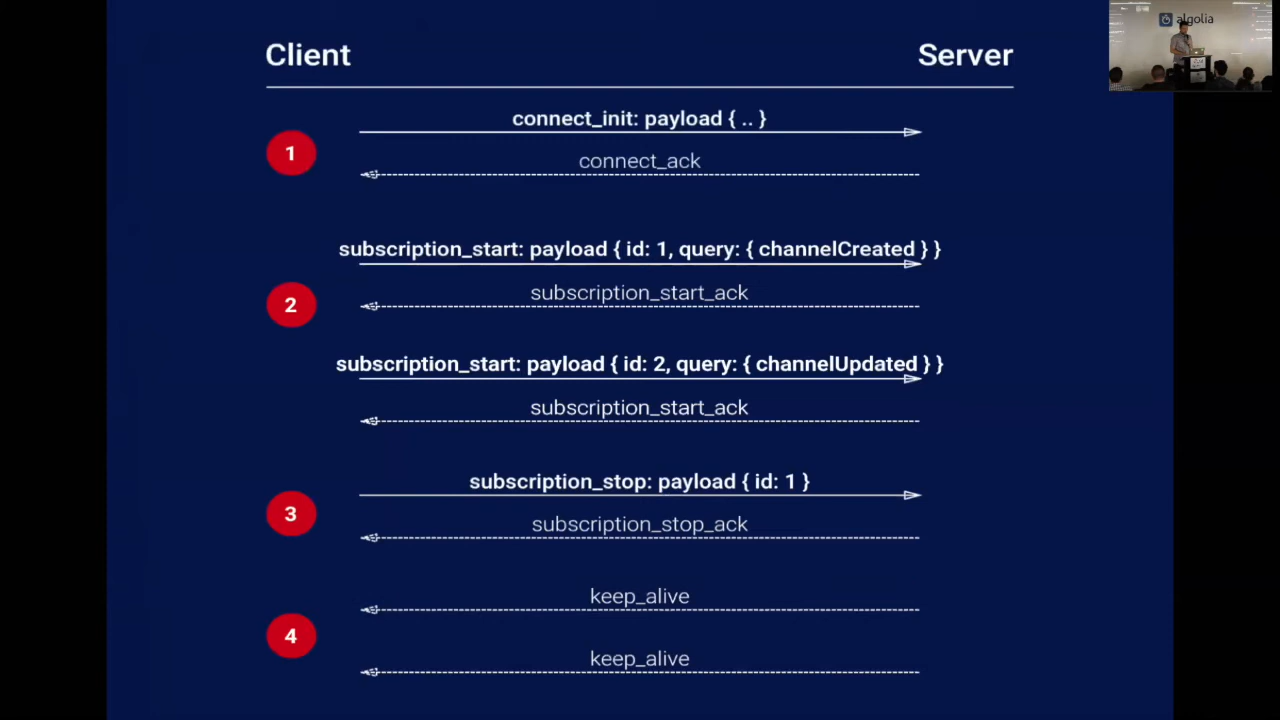 algolia
Client Server
connect_init: payload { .. }
1
connect_ack
subscription_start: payload { id: 1, query: { channelCreated } }
2
subscription_start_ack
subscription_start: payload { id: 2, query: { channelUpdated } }
subscription_start_ack
subscription_stop: payload { id: 1 }
3
subscription_stop_ack
keep_alive
4
keep_alive